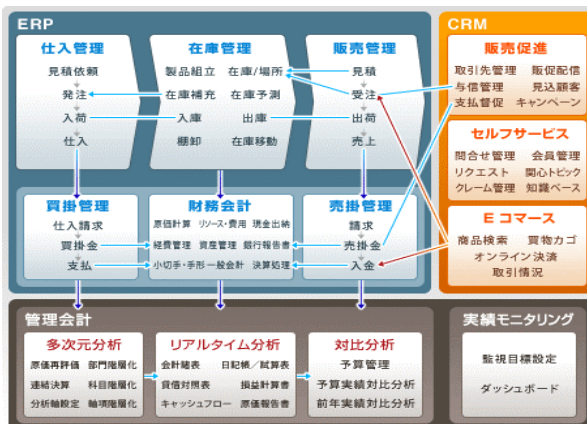 ERP
仕入管理
見積依頼
発注
入荷
仕入
在庫管理
製品組立 在庫/場所
在庫補充 在庫予測
入庫 出庫
棚卸 在庫移動
販売管理
見積
受注
出荷
売上
買掛管理
仕入請求
買掛金
支払
財務会計
原価計算 リソース・費用 現金出納
経費管理 資産管理 銀行報告書
小切手・手形 一般会計 決算処理
売掛管理
請求
売掛金
入金
CRM
販売促進
取引先管理 販促配信
与信管理 見込顧客
支払督促 キャンペーン
セルフサービス
問合せ管理 会員管理
リクエスト 関心トピック
クレーム管理 知識ベース
Eコマース
商品検索 買物カゴ
オンライン決済
取引情況
管理会計
多次元分析
原価再評価 部門階層化
連結決算 科目階層化
分析軸設定 軸項階層化
リアルタイム分析
会計総表 日記帳/試算表
貸借対照表 損益計算書
キャッシュフロー 原価報告書
対比分析
予算管理
予算実績対比分析
前年実績対比分析
実績モニタリング
監視目標設定
ダッシュボード